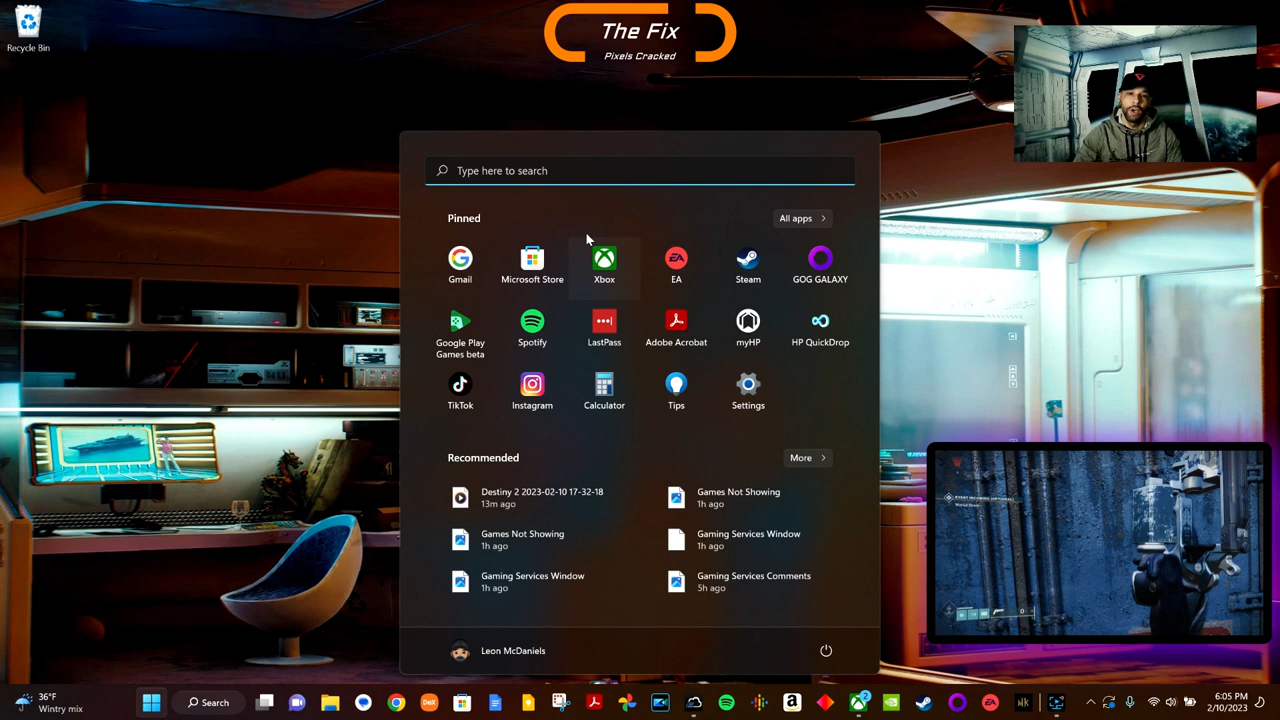 Recycle Bin
The Fix
Pixels Cracked
Type here to search
Pinned
All apps
Gmail
Microsoft Store
Xbox
EA
Steam
GOG GALAXY
Google Play
Games beta
Spotify
LastPass
Adobe Acrobat
myHP
HP QuickDrop
TikTok
Instagram
Calculator
Tips
Settings
Recommended
More
Destiny 2 2023-02-10 17-32-18
13m ago
Games Not Showing
1h ago
Games Not Showing
1h ago
Gaming Services Window
1h ago
Gaming Services Window
1h ago
Gaming Services Comments
5h ago
Leon McDaniels
36°F
Wintry mix
Search
DeX
2
6:05 PM
2/10/2023